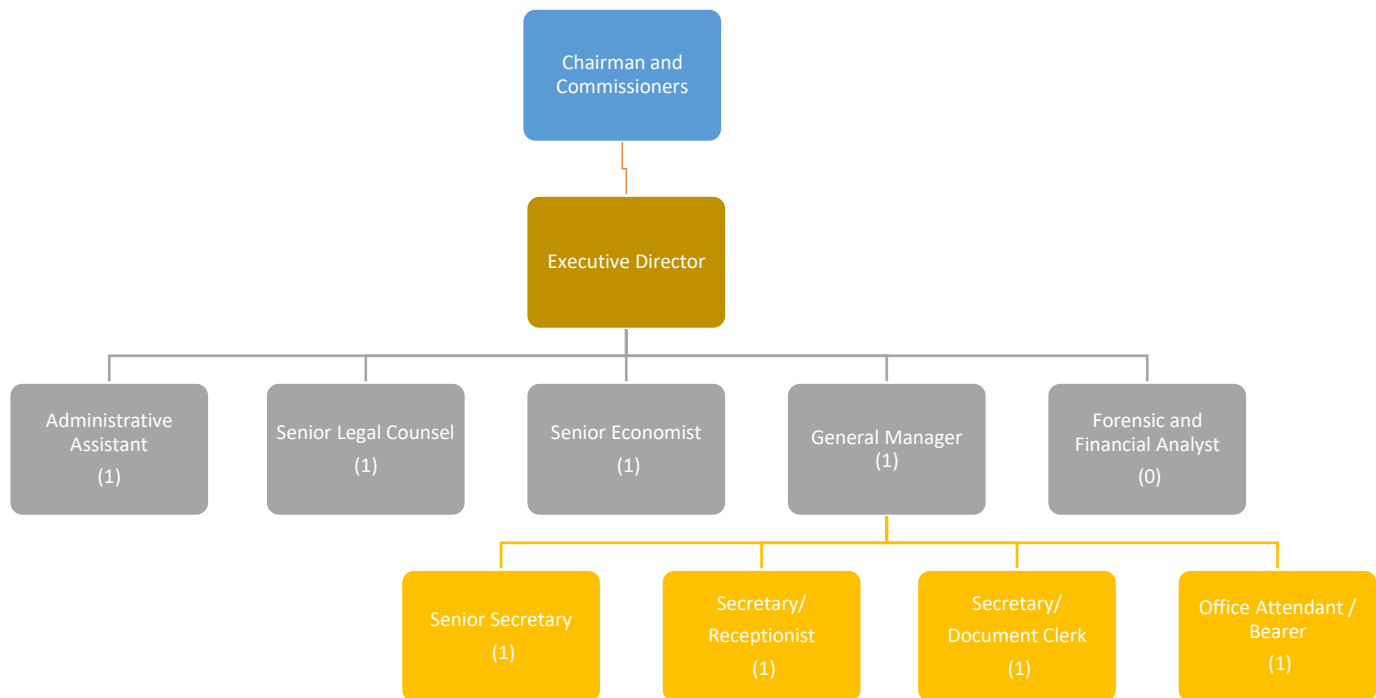 Chairman and
Commissioners
Executive Director
Administrative
Assistant
(1)
Senior Legal Counsel
(1)
Senior Economist
(1)
General Manager
(1)
Forensic and
Financial Analyst
(0)
Senior Secretary
(1)
Secretary/
Receptionist
(1)
Secretary/
Document Clerk
(1)
Office Attendant /
Bearer
(1)